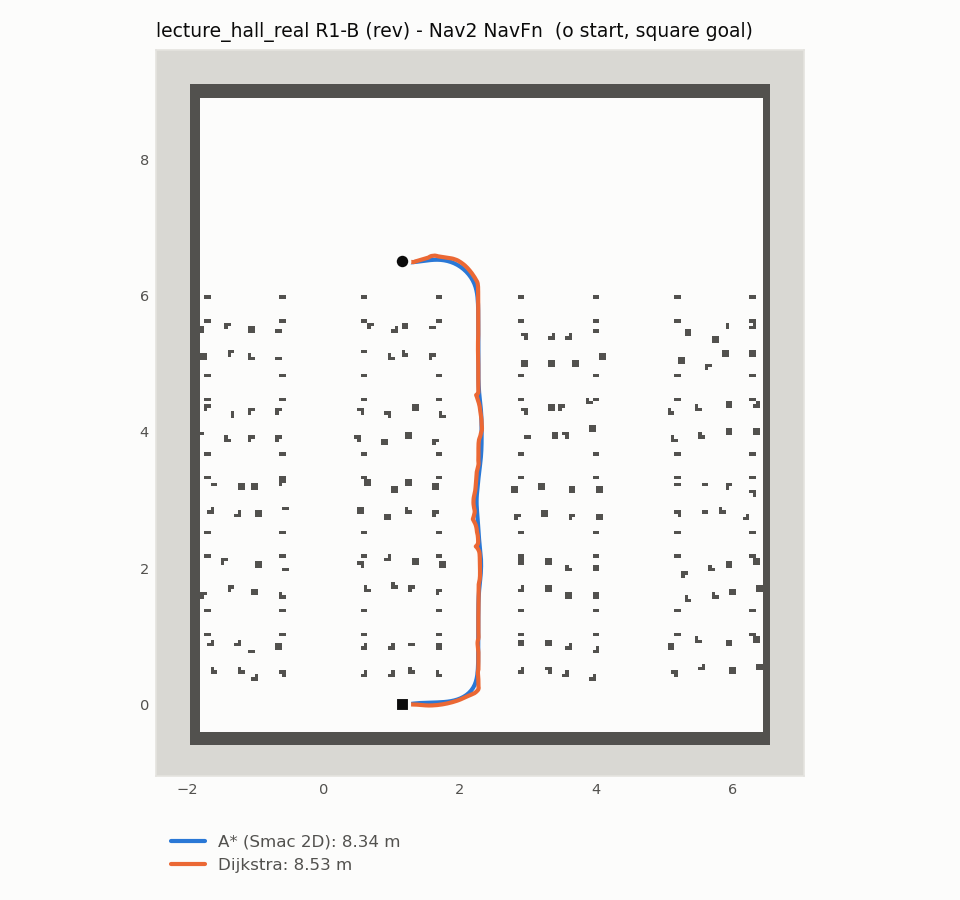 lecture_hall_real R1-B (rev) - Nav2 NavFn  (o start, square goal)
8
6
4
2
0
−2 0 2 4 6
A* (Smac 2D): 8.34 m
Dijkstra: 8.53 m